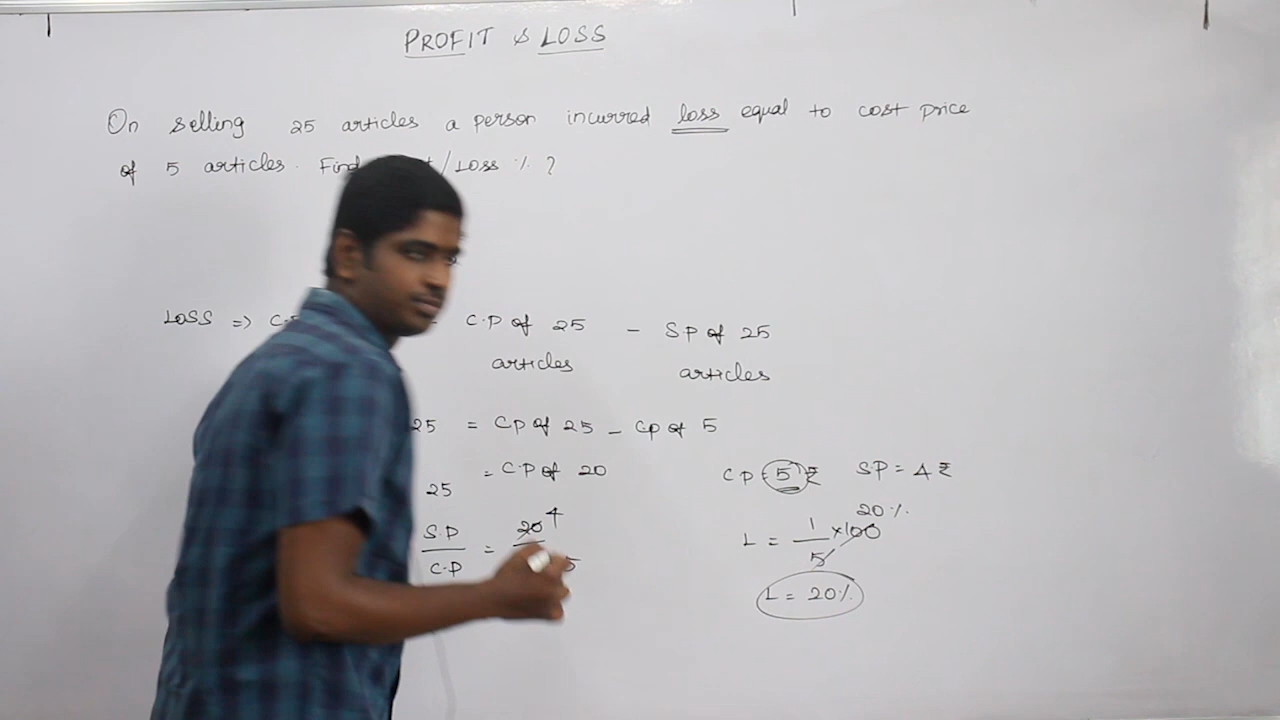 PROFIT & LOSS
On selling 25 articles a person incurred loss equal to cost price
of 5 articles. Find /Loss % ?
LOSS => C.P - C.P of 25 - SP of 25
articles articles
25 = CP of 25 - Cp of 5
25 = C.P of 20
CP = 5 ₹ SP = 4 ₹
S.P / C.P = 20 4 / 5
L = 1/5 x 100 20%
L = 20%